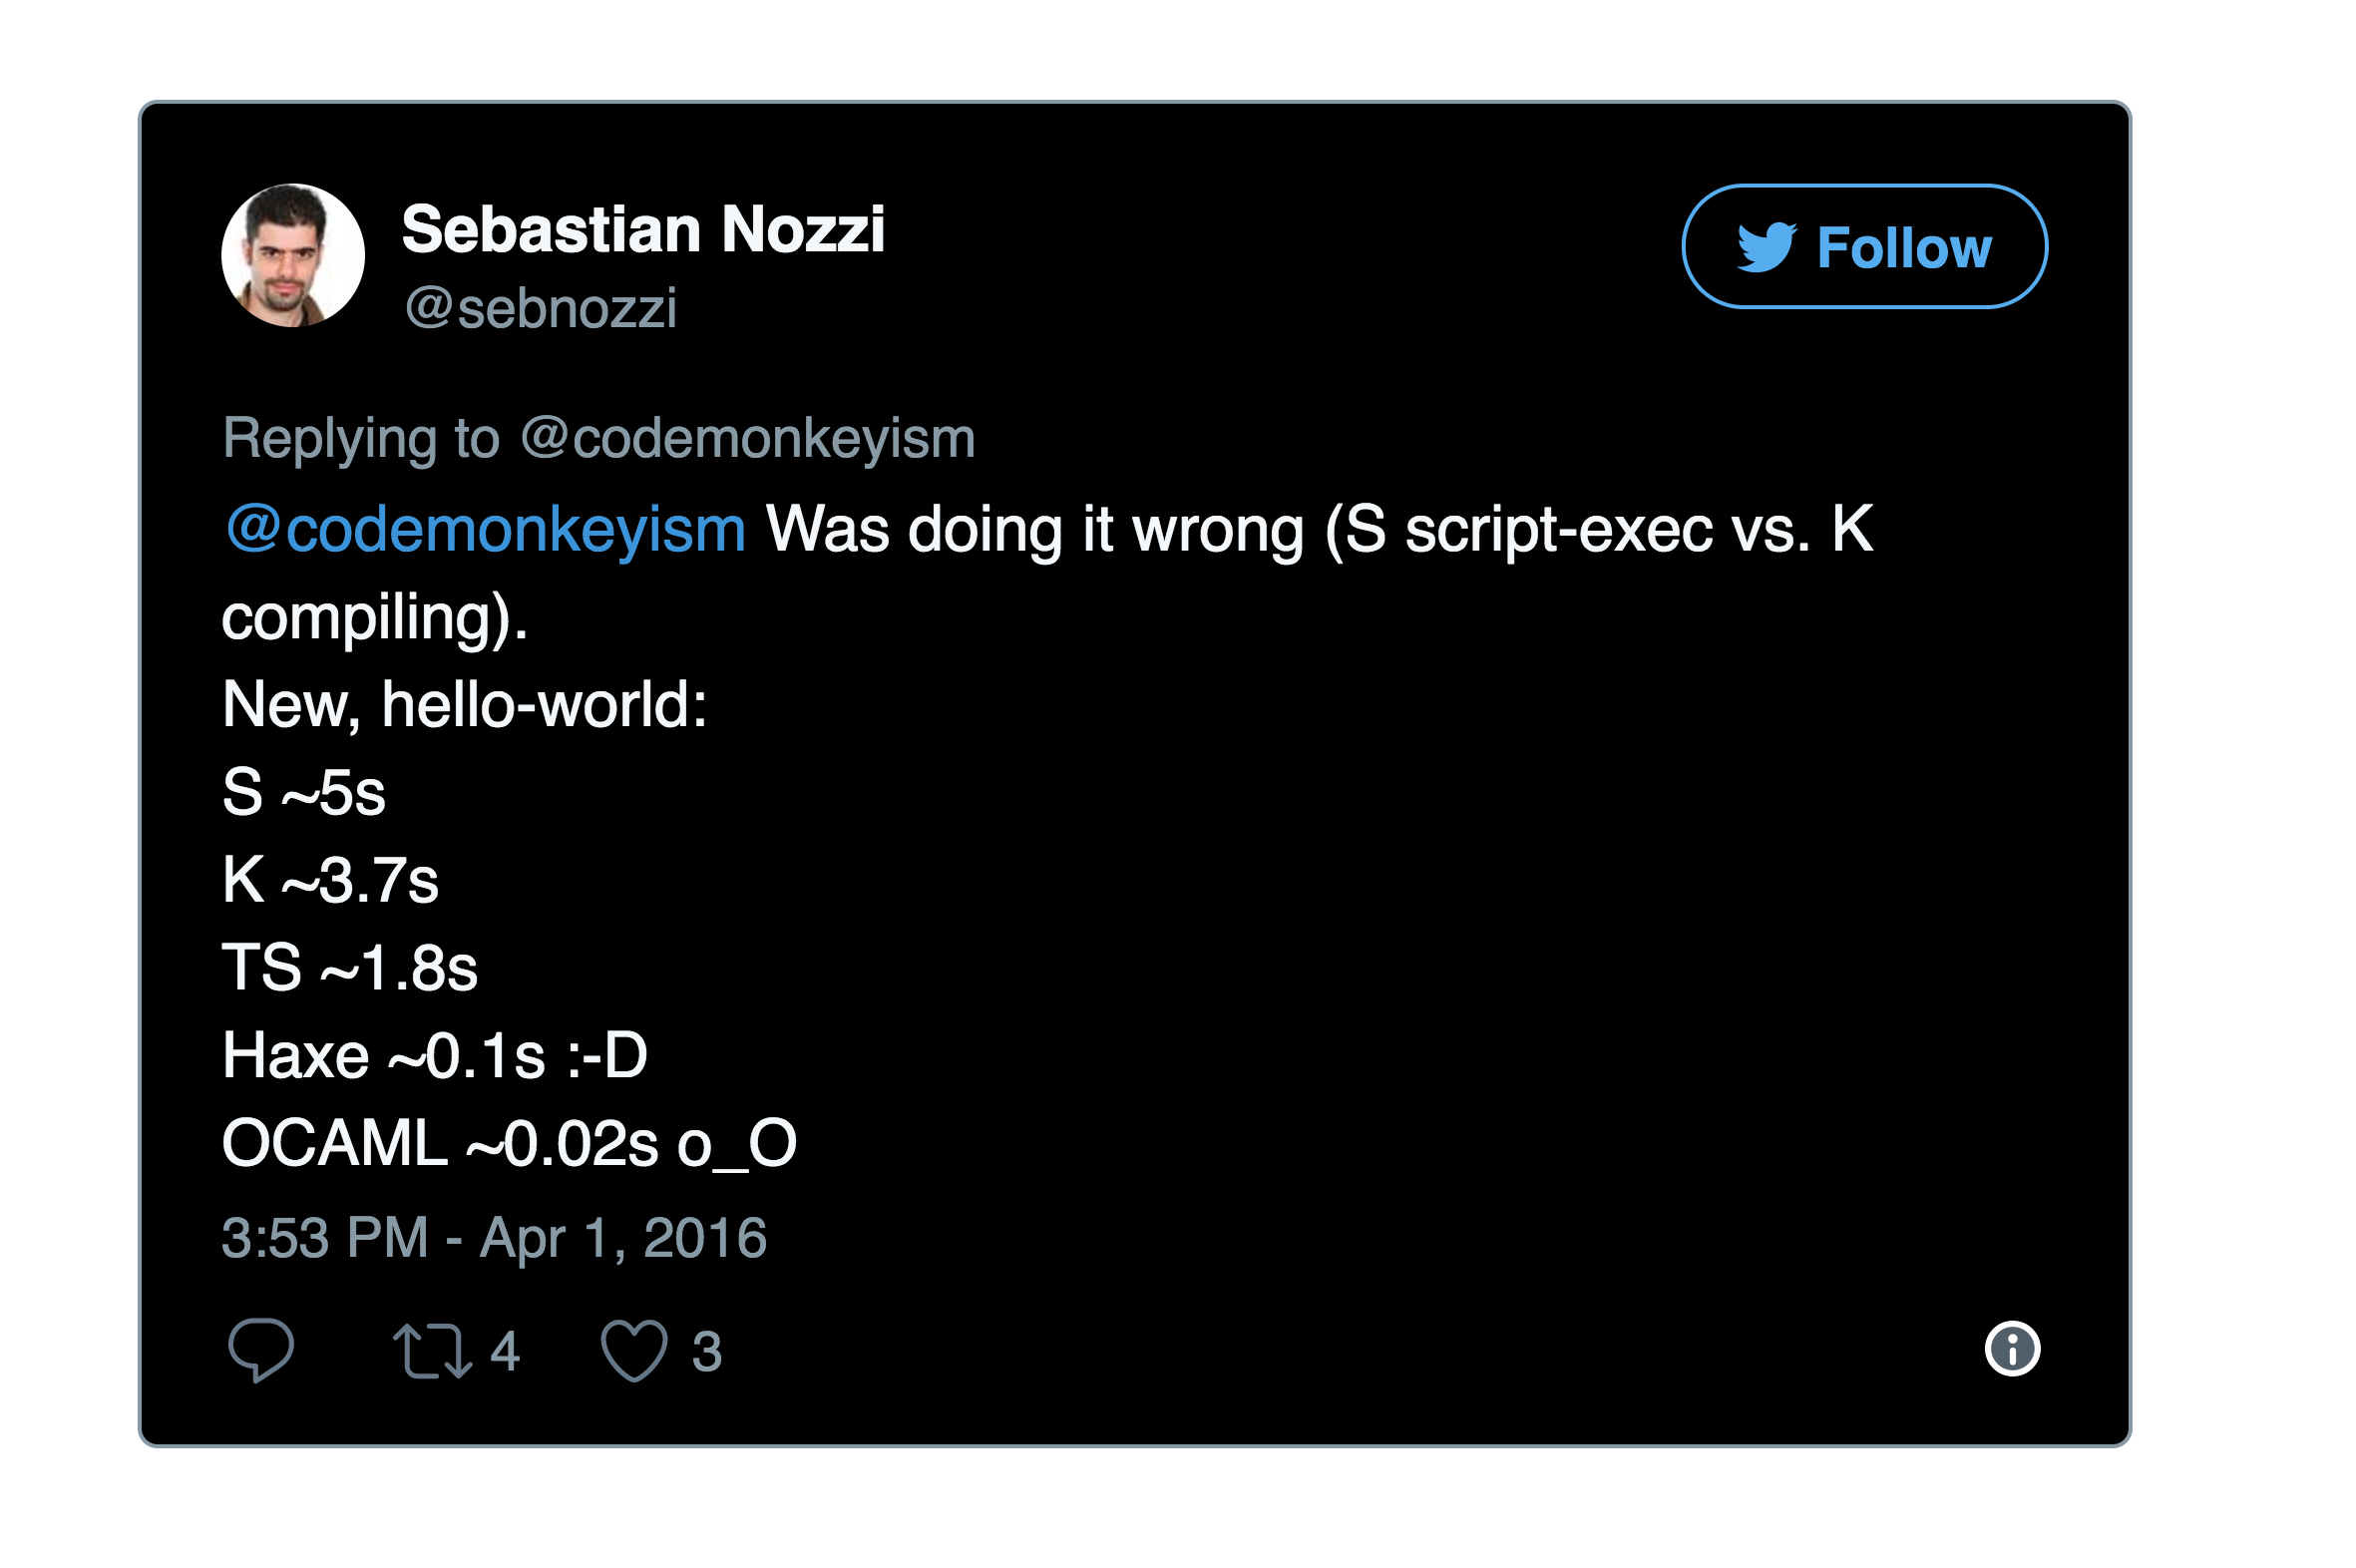 Sebastian Nozzi
@sebnozzi
Follow
Replying to @codemonkeyism
@codemonkeyism Was doing it wrong (S script-exec vs. K
compiling).
New, hello-world:
S ~5s
K ~3.7s
TS ~1.8s
Haxe ~0.1s :-D
OCAML ~0.02s o_O
3:53 PM - Apr 1, 2016
4 3